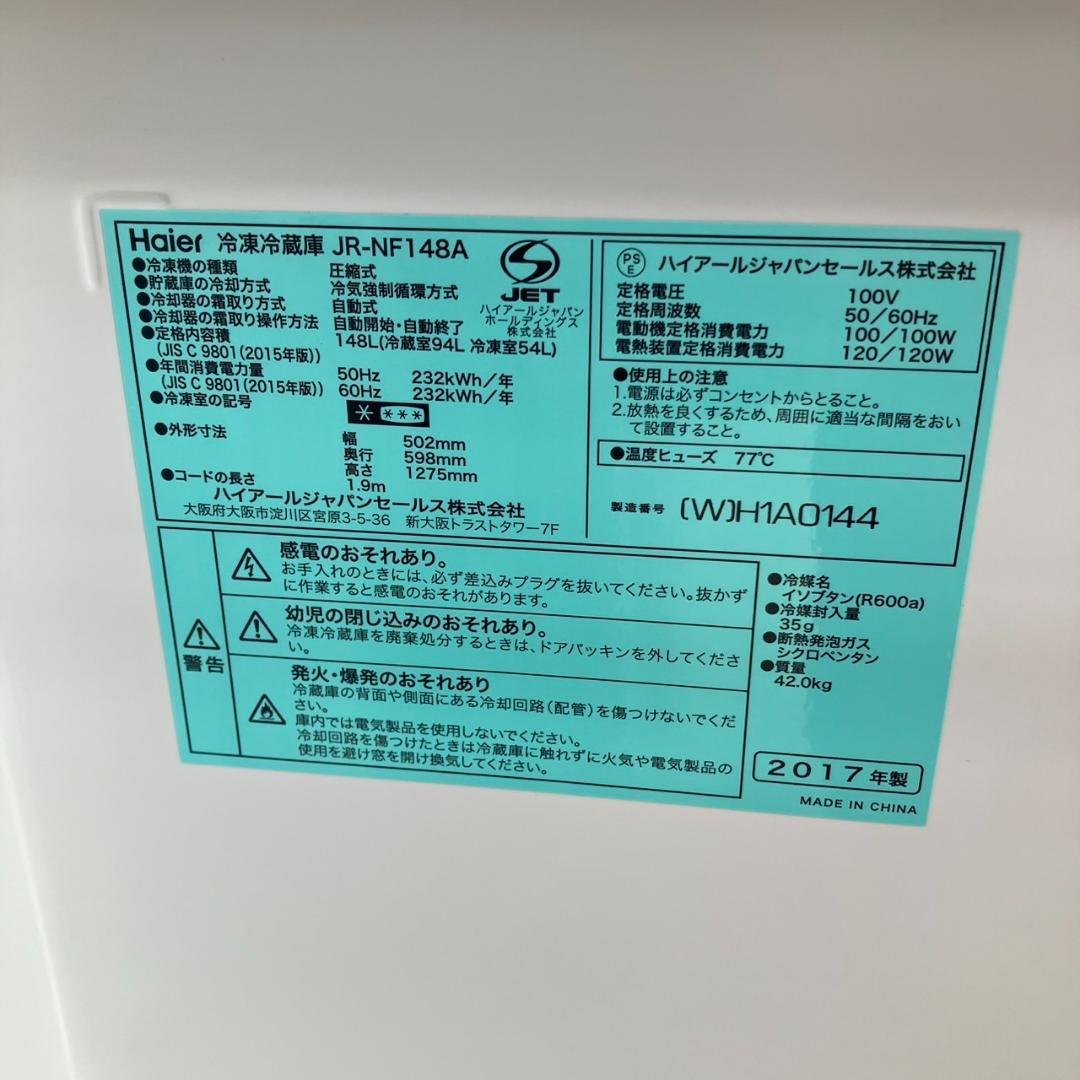 Haier 冷凍冷蔵庫 JR-NF148A
●冷凍機の種類 圧縮式
●貯蔵庫の冷却方式 冷気強制循環方式
●冷却器の霜取り方式 自動式
●冷却器の霜取り操作方法 自動開始・自動終了
●定格内容積 148L(冷蔵室94L 冷凍室54L)
(JIS C 9801(2015年版))
●年間消費電力量 50Hz 232kWh/年
(JIS C 9801(2015年版)) 60Hz 232kWh/年
●冷凍室の記号
●外形寸法 幅 502mm
奥行 598mm
高さ 1275mm
●コードの長さ 1.9m
ハイアールジャパンセールス株式会社
大阪府大阪市淀川区宮原3-5-36 新大阪トラストタワー7F
JET
ハイアールジャパン
ホールディングス
株式会社
PS
E
ハイアールジャパンセールス株式会社
定格電圧 100V
定格周波数 50/60Hz
電動機定格消費電力 100/100W
電熱装置定格消費電力 120/120W
●使用上の注意
1.電源は必ずコンセントからとること。
2.放熱を良くするため、周囲に適当な間隔をおい
て設置すること。
●温度ヒューズ 77℃
製造番号 (W)H1A0144
警告
感電のおそれあり。
お手入れのときには、必ず差込みプラグを抜いてください。抜かず
に作業すると感電のおそれがあります。
幼児の閉じ込みのおそれあり。
冷凍冷蔵庫を廃棄処分するときは、ドアパッキンを外してくださ
い。
発火・爆発のおそれあり
冷蔵庫の背面や側面にある冷却回路(配管)を傷つけないでくだ
さい。
庫内では電気製品を使用しないでください。
冷却回路を傷つけたときは冷蔵庫に触れずに火気や電気製品の
使用を避け窓を開け換気してください。
●冷媒名
イソブタン(R600a)
●冷媒封入量
35g
●断熱発泡ガス
シクロペンタン
●質量
42.0kg
2017年製
MADE IN CHINA